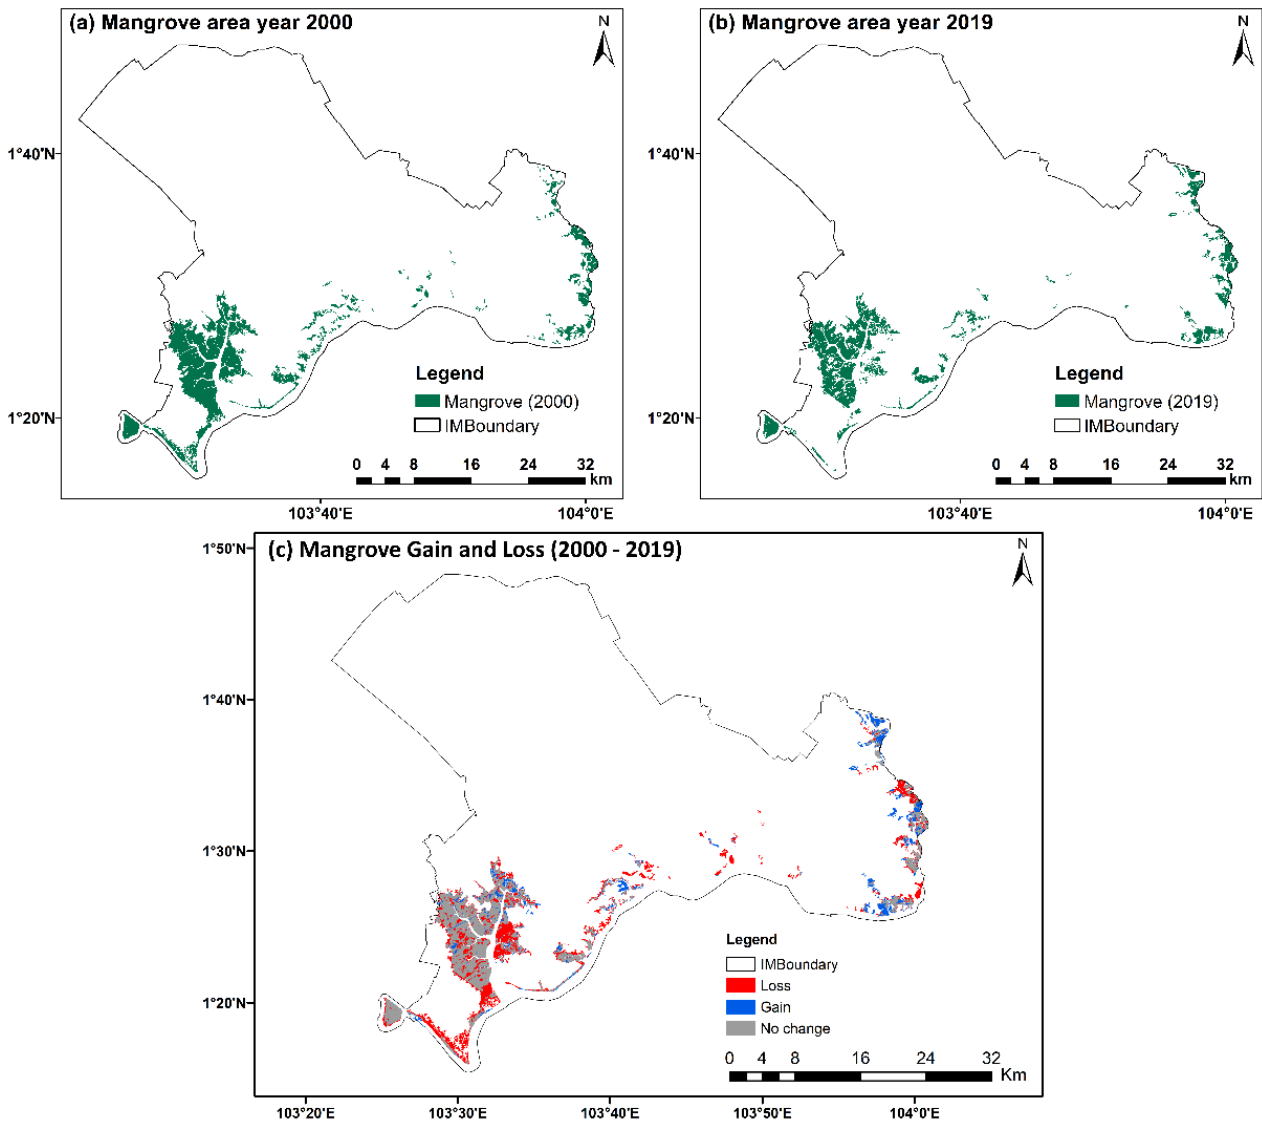 (a) Mangrove area year 2000
N
1°40'N
1°20'N
Legend
Mangrove (2000)
IMBoundary
0 4 8 16 24 32
km
103°40'E 104°0'E
(b) Mangrove area year 2019
N
1°40'N
1°20'N
Legend
Mangrove (2019)
IMBoundary
0 4 8 16 24 32
km
103°40'E 104°0'E
(c) Mangrove Gain and Loss (2000 - 2019)
N
1°50'N
1°40'N
1°30'N
1°20'N
Legend
IMBoundary
Loss
Gain
No change
0 4 8 16 24 32
Km
103°20'E 103°30'E 103°40'E 103°50'E 104°0'E